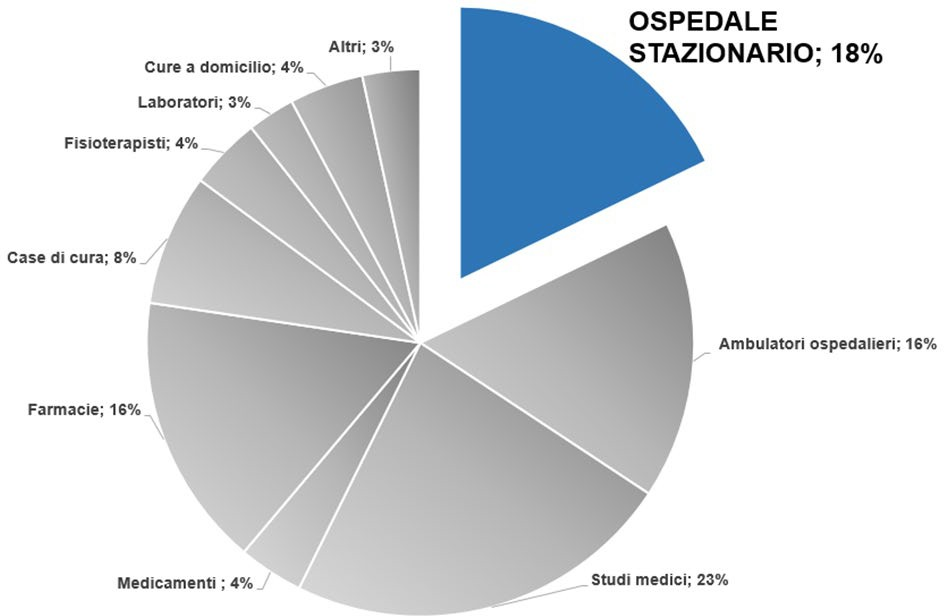 OSPEDALE
STAZIONARIO; 18%
Altri; 3%
Cure a domicilio; 4%
Laboratori; 3%
Fisioterapisti; 4%
Case di cura; 8%
Ambulatori ospedalieri; 16%
Farmacie; 16%
Studi medici; 23%
Medicamenti ; 4%